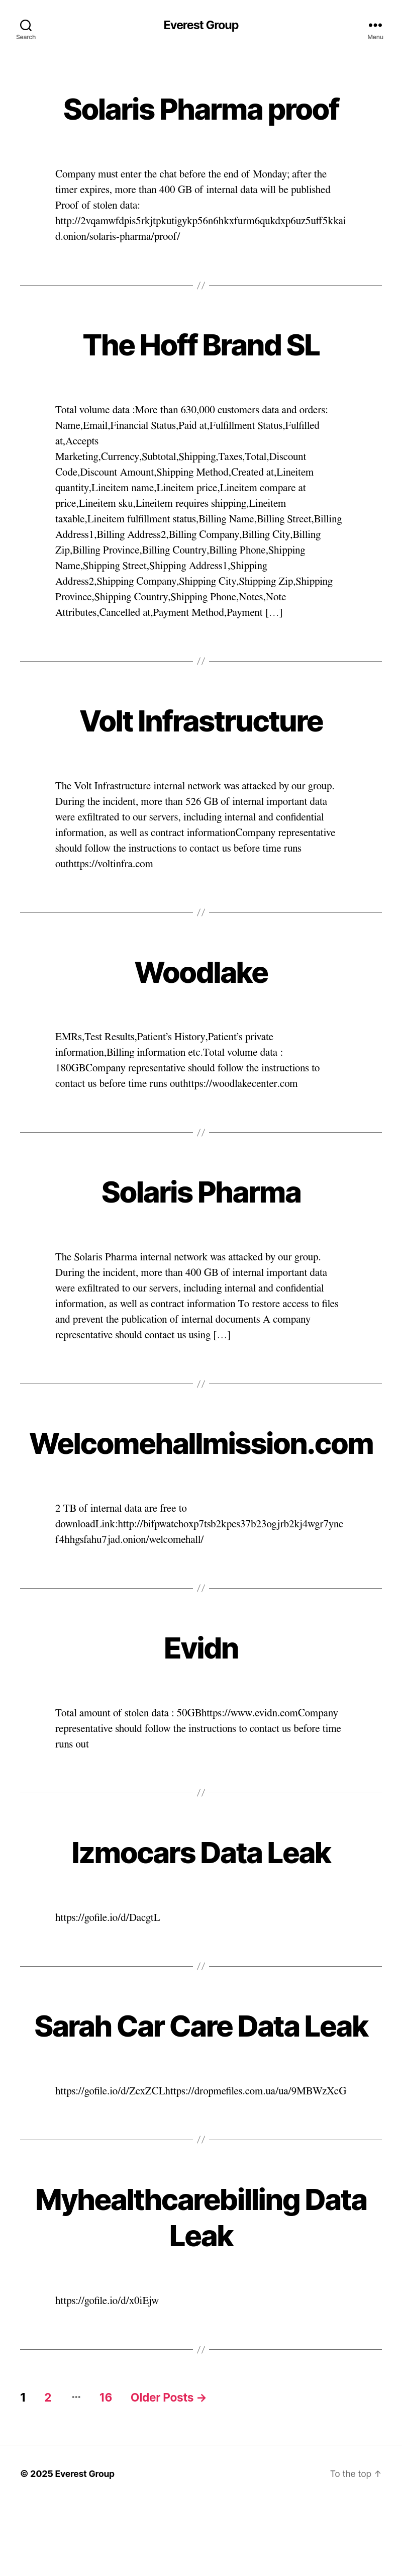 Search
Everest Group
Menu
Solaris Pharma proof
Company must enter the chat before the end of Monday; after the
timer expires, more than 400 GB of internal data will be published
Proof of stolen data:
http://2vqamwfdpis5rkjtpkutigykp56n6hkxfurm6qukdxp6uz5uff5kkai
d.onion/solaris-pharma/proof/
//
The Hoff Brand SL
Total volume data :More than 630,000 customers data and orders:
Name,Email,Financial Status,Paid at,Fulfillment Status,Fulfilled
at,Accepts
Marketing,Currency,Subtotal,Shipping,Taxes,Total,Discount
Code,Discount Amount,Shipping Method,Created at,Lineitem
quantity,Lineitem name,Lineitem price,Lineitem compare at
price,Lineitem sku,Lineitem requires shipping,Lineitem
taxable,Lineitem fulfillment status,Billing Name,Billing Street,Billing
Address1,Billing Address2,Billing Company,Billing City,Billing
Zip,Billing Province,Billing Country,Billing Phone,Shipping
Name,Shipping Street,Shipping Address1,Shipping
Address2,Shipping Company,Shipping City,Shipping Zip,Shipping
Province,Shipping Country,Shipping Phone,Notes,Note
Attributes,Cancelled at,Payment Method,Payment […]
//
Volt Infrastructure
The Volt Infrastructure internal network was attacked by our group.
During the incident, more than 526 GB of internal important data
were exfiltrated to our servers, including internal and confidential
information, as well as contract informationCompany representative
should follow the instructions to contact us before time runs
outhttps://voltinfra.com
//
Woodlake
EMRs,Test Results,Patient's History,Patient's private
information,Billing information etc.Total volume data :
180GBCompany representative should follow the instructions to
contact us before time runs outhttps://woodlakecenter.com
//
Solaris Pharma
The Solaris Pharma internal network was attacked by our group.
During the incident, more than 400 GB of internal important data
were exfiltrated to our servers, including internal and confidential
information, as well as contract information To restore access to files
and prevent the publication of internal documents A company
representative should contact us using […]
//
Welcomehallmission.com
2 TB of internal data are free to
downloadLink:http://bifpwatchoxp7tsb2kpes37b23ogjrb2kj4wgr7ync
f4hhgsfahu7jad.onion/welcomehall/
//
Evidn
Total amount of stolen data : 50GBhttps://www.evidn.comCompany
representative should follow the instructions to contact us before time
runs out
//
Izmocars Data Leak
https://gofile.io/d/DacgtL
//
Sarah Car Care Data Leak
https://gofile.io/d/ZcxZCLhttps://dropmefiles.com.ua/ua/9MBWzXcG
//
Myhealthcarebilling Data
Leak
https://gofile.io/d/x0iEjw
//
1 2 … 16 Older Posts →
© 2025 Everest Group
To the top ↑